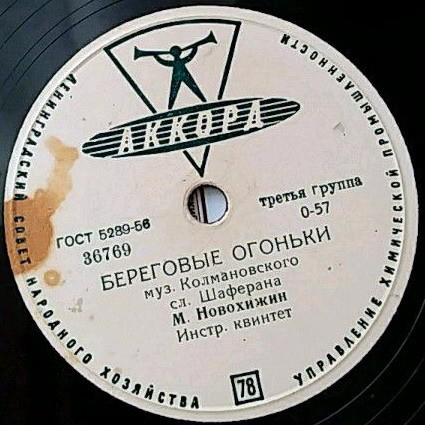 ЛЕНИНГРАДСКИЙ СОВЕТ НАРОДНОГО ХОЗЯЙСТВА
УПРАВЛЕНИЕ ХИМИЧЕСКОЙ ПРОМЫШЛЕННОСТИ
АККОРД
ГОСТ 5289-56
третья группа
36769
0-57
БЕРЕГОВЫЕ ОГОНЬКИ
муз. Колмановского
сл. Шаферана
М. Новохижин
Инстр. квинтет
78